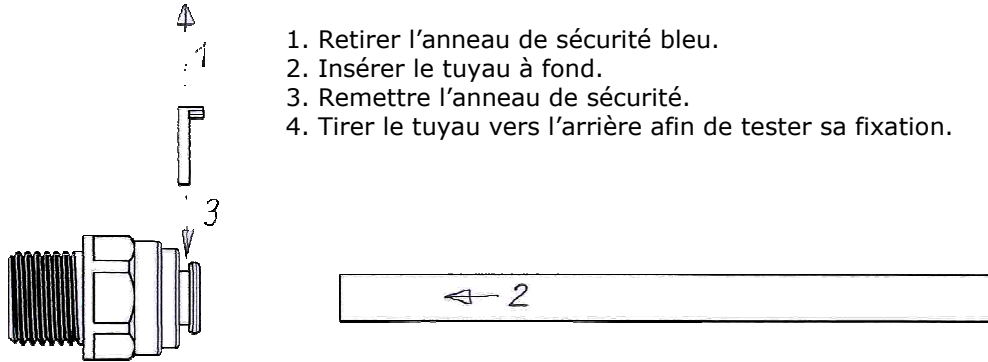 1
1. Retirer l’anneau de sécurité bleu.
2. Insérer le tuyau à fond.
3. Remettre l’anneau de sécurité.
4. Tirer le tuyau vers l’arrière afin de tester sa fixation.
3
2